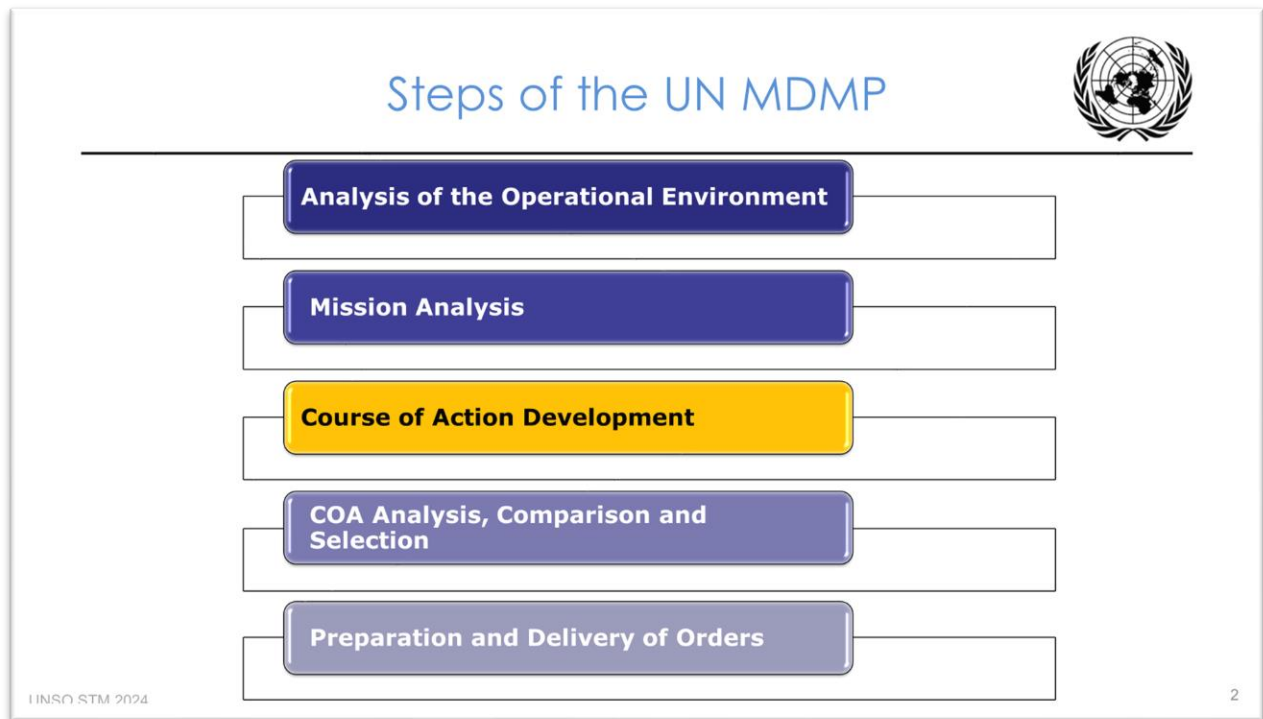 Steps of the UN MDMP
Analysis of the Operational Environment
Mission Analysis
Course of Action Development
COA Analysis, Comparison and
Selection
Preparation and Delivery of Orders
UNSO STM 2024
2